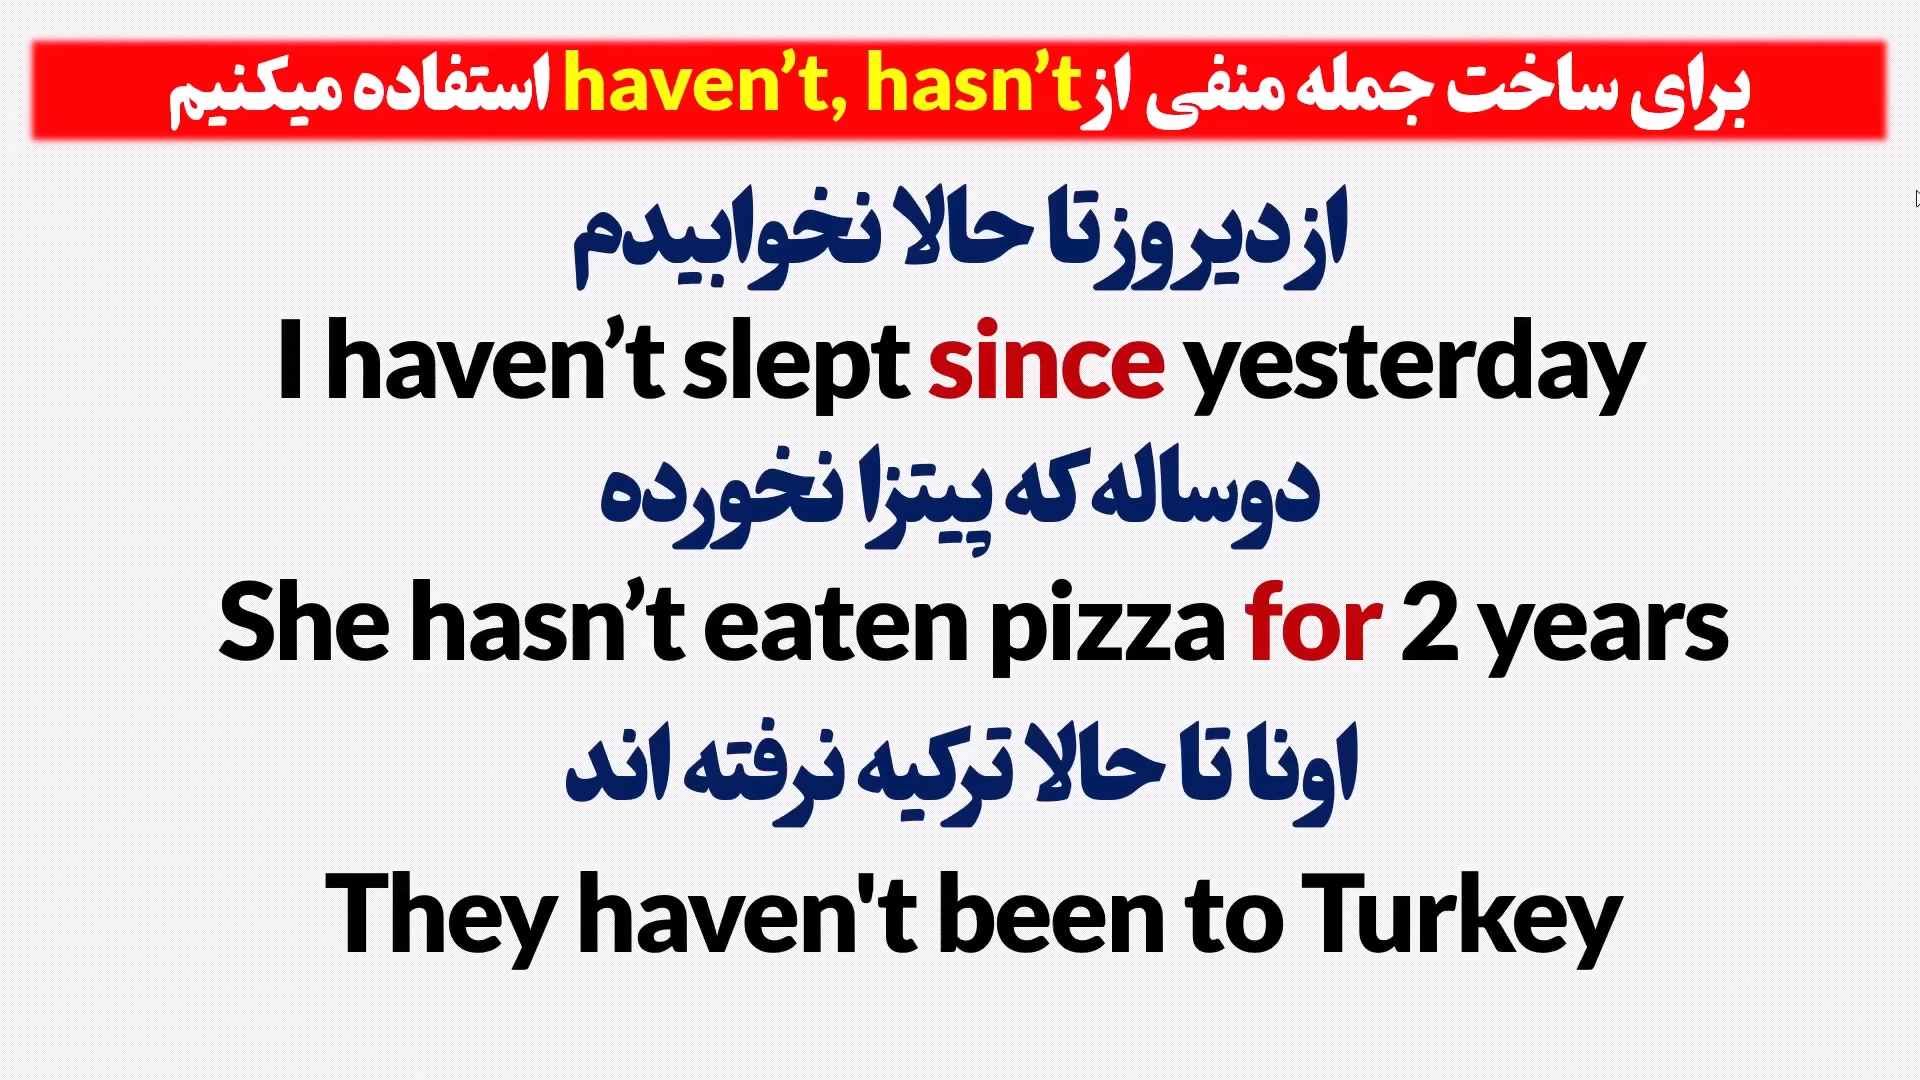 برای ساخت جمله منفی از haven’t, hasn’t استفاده میکنیم
از دیروز تا حالا نخوابیدم
I haven’t slept since yesterday
دوساله که پیتزا نخورده
She hasn’t eaten pizza for 2 years
اونا تا حالا ترکیه نرفته اند
They haven't been to Turkey